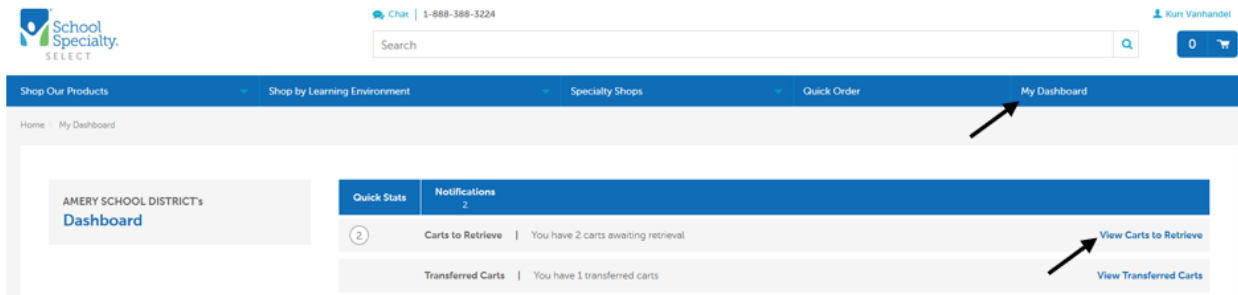 School
Specialty.
SELECT
Chat | 1-888-388-3224
Kurt Vanhandel
Search
0
Shop Our Products
Shop by Learning Environment
Specialty Shops
Quick Order
My Dashboard
Home My Dashboard
AMERY SCHOOL DISTRICT's
Dashboard
Quick Stats
Notifications
2
2 Carts to Retrieve | You have 2 carts awaiting retrieval View Carts to Retrieve
Transferred Carts | You have 1 transferred carts View Transferred Carts